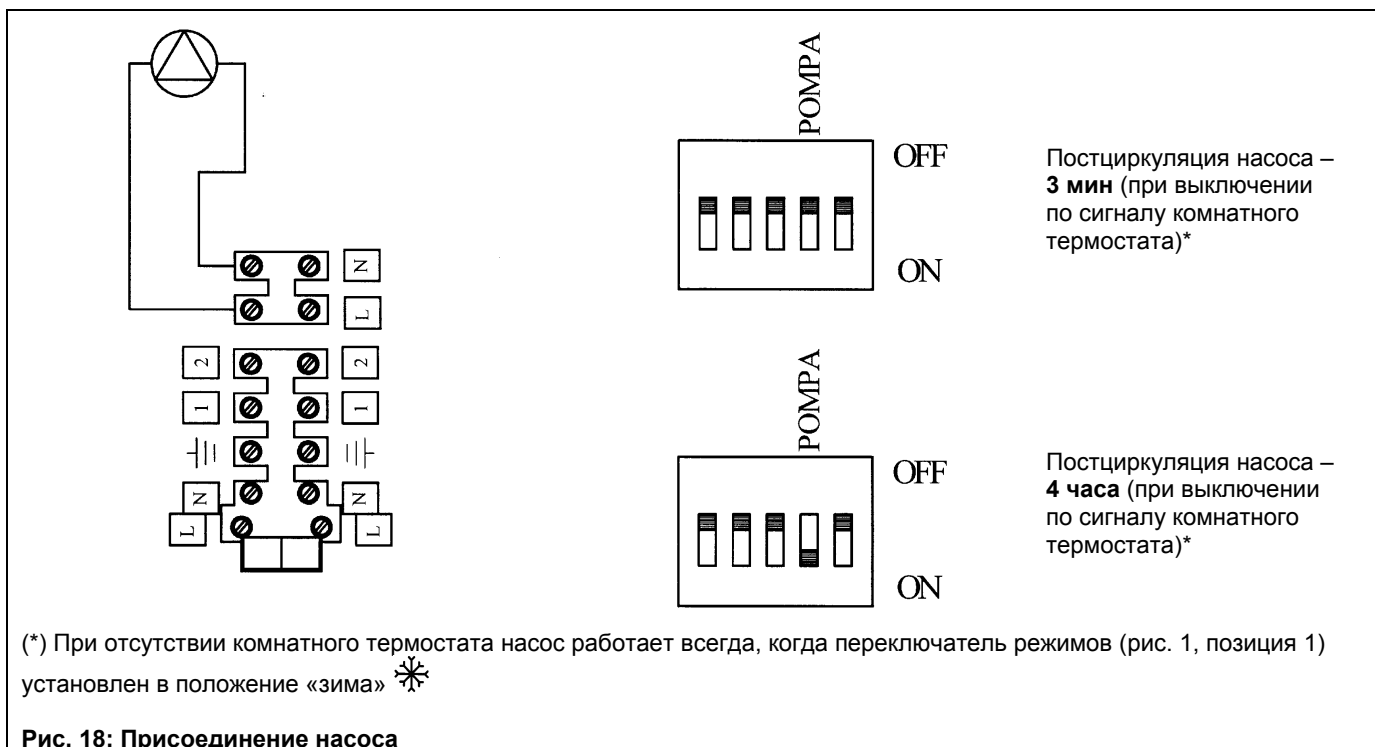 POMPA
OFF
ON
Постциркуляция насоса –
3 мин (при выключении
по сигналу комнатного
термостата)*
N
L
2 2
1 1
N N
L L
POMPA
OFF
ON
Постциркуляция насоса –
4 часа (при выключении
по сигналу комнатного
термостата)*
(*) При отсутствии комнатного термостата насос работает всегда, когда переключатель режимов (рис. 1, позиция 1)
установлен в положение «зима»
Рис. 18: Присоединение насоса